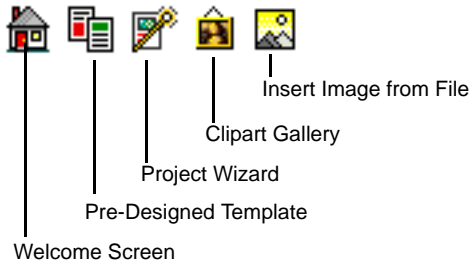 Insert Image from File
Clipart Gallery
Project Wizard
Pre-Designed Template
Welcome Screen